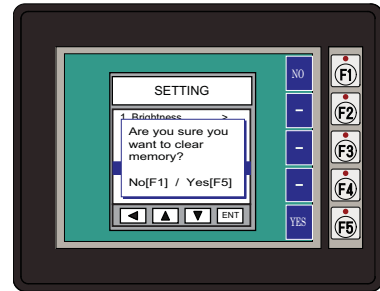 SETTING
1 Brightness >
Are you sure you
want to clear
memory?
No[F1] / Yes[F5]
ENT
NO
-
-
-
YES
F1
F2
F3
F4
F5